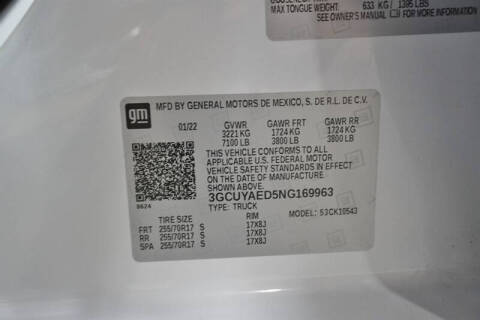 MAX TONGUE WEIGHT: 633 KG / 1395 LBS
SEE OWNER'S MANUAL FOR MORE INFORMATION
gm
MFD BY GENERAL MOTORS DE MEXICO, S. DE R.L. DE C.V.
01/22 GVWR GAWR FRT GAWR RR
3221 KG 1724 KG 1724 KG
7100 LB 3800 LB 3800 LB
THIS VEHICLE CONFORMS TO ALL
APPLICABLE U.S. FEDERAL MOTOR
VEHICLE SAFETY STANDARDS IN EFFECT ON THE
DATE OF MANUFACTURE SHOWN ABOVE.
3GCUYAED5NG169963
8624
TYPE: TRUCK
MODEL: 53CK10543
TIRE SIZE RIM
FRT 255/70R17 S 17X8J
RR 255/70R17 S 17X8J
SPA 255/70R17 S 17X8J